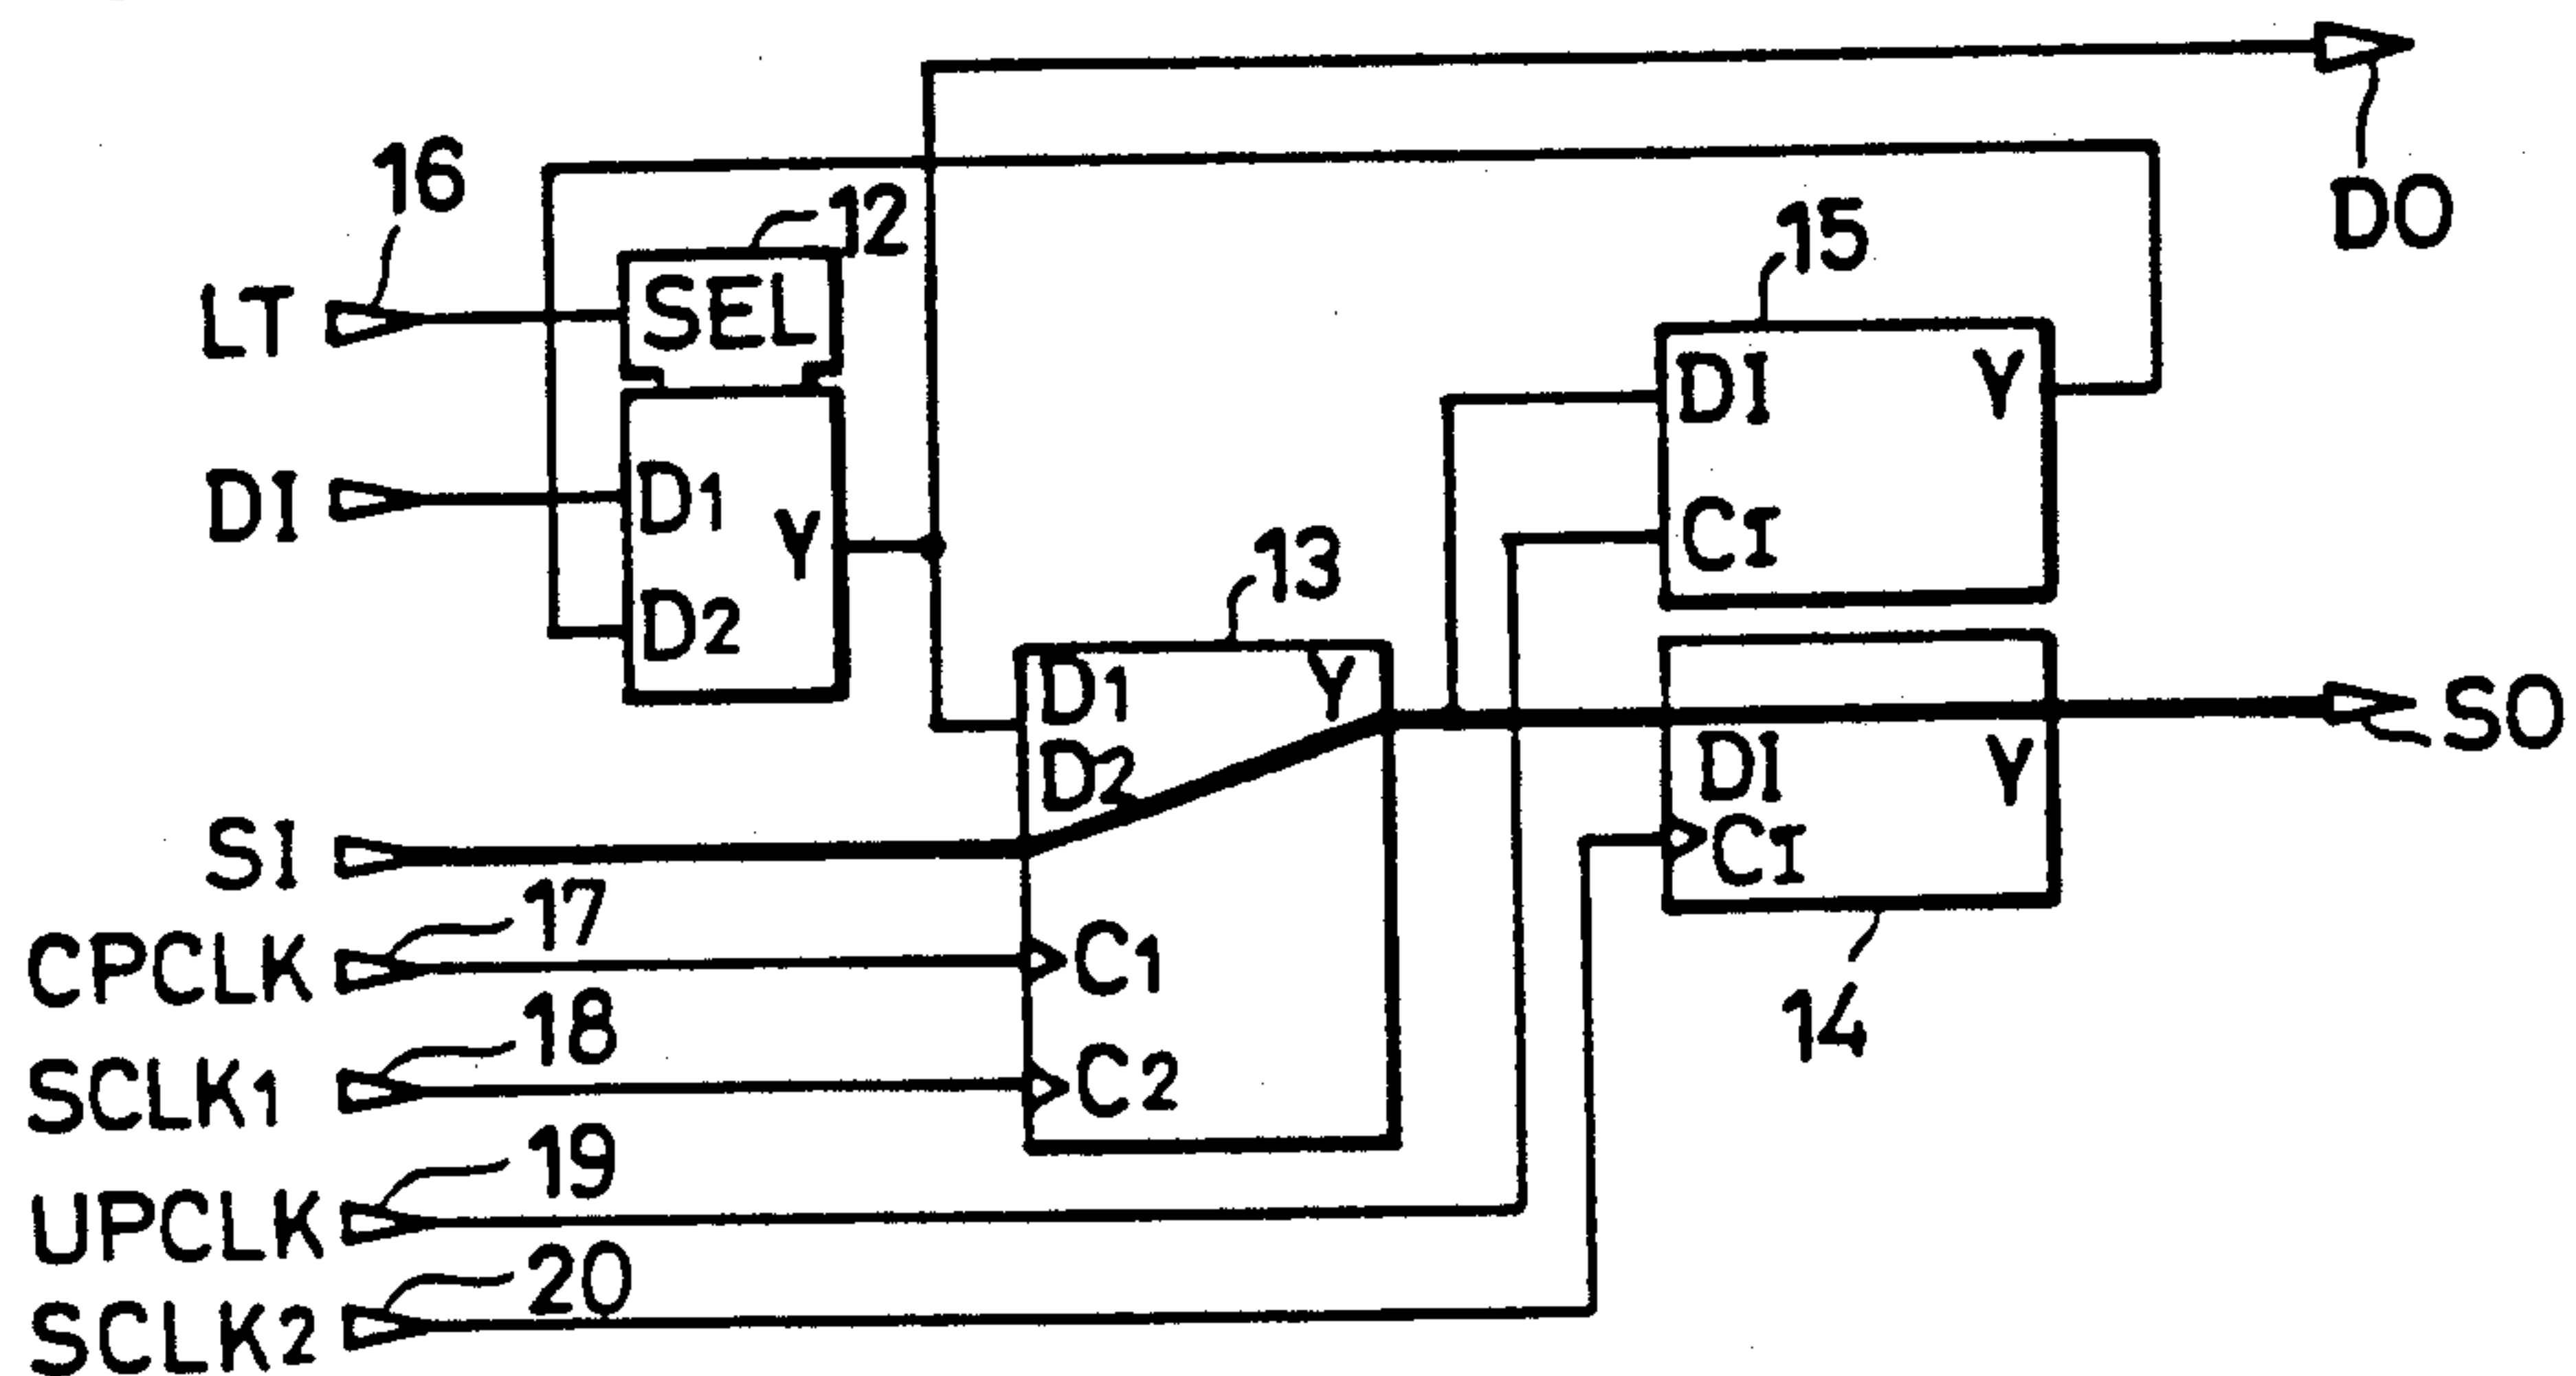 DO
16
12
15
LT
SEL
DI
Y
DI
D1
Y
CI
13
D2
D1
Y
SO
D2
DI
Y
SI
CI
17
CPCLK
C1
18
14
SCLK1
C2
19
UPCLK
20
SCLK2